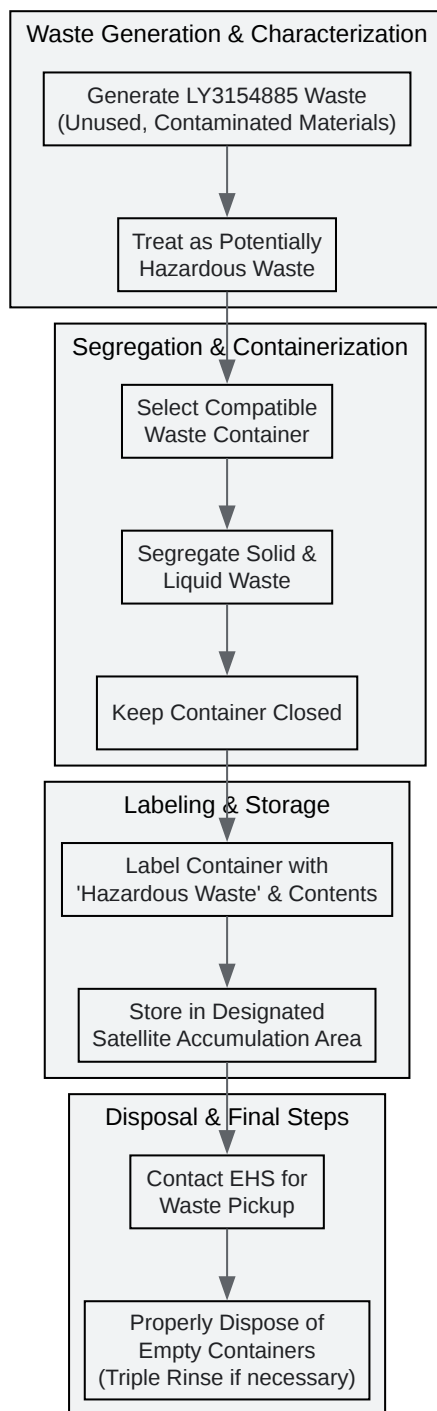 Waste Generation & Characterization
Generate LY3154885 Waste
(Unused, Contaminated Materials)
Treat as Potentially
Hazardous Waste
Segregation & Containerization
Select Compatible
Waste Container
Segregate Solid &
Liquid Waste
Keep Container Closed
Labeling & Storage
Label Container with
'Hazardous Waste' & Contents
Store in Designated
Satellite Accumulation Area
Disposal & Final Steps
Contact EHS for
Waste Pickup
Properly Dispose of
Empty Containers
(Triple Rinse if necessary)